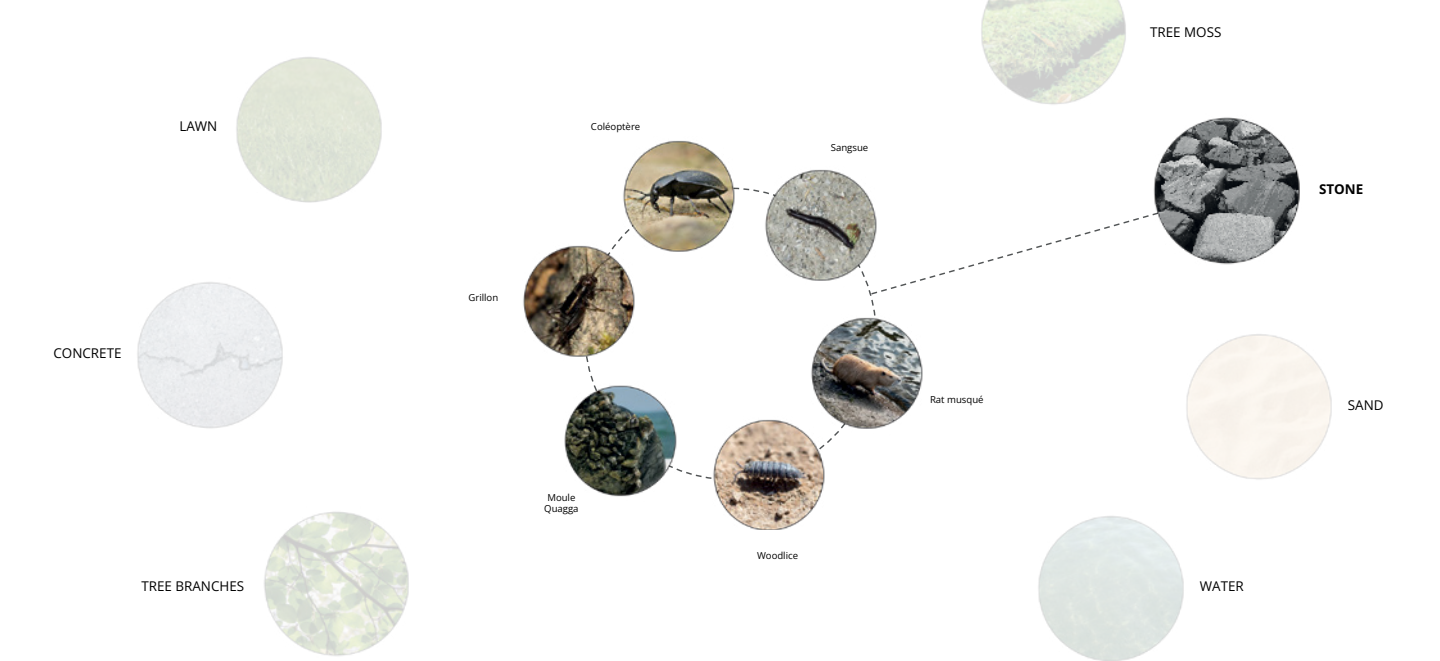 TREE MOSS
LAWN
Coléoptère
Sangsue
STONE
Grillon
CONCRETE
Rat musqué
SAND
Moule
Quagga
Woodlice
TREE BRANCHES
WATER